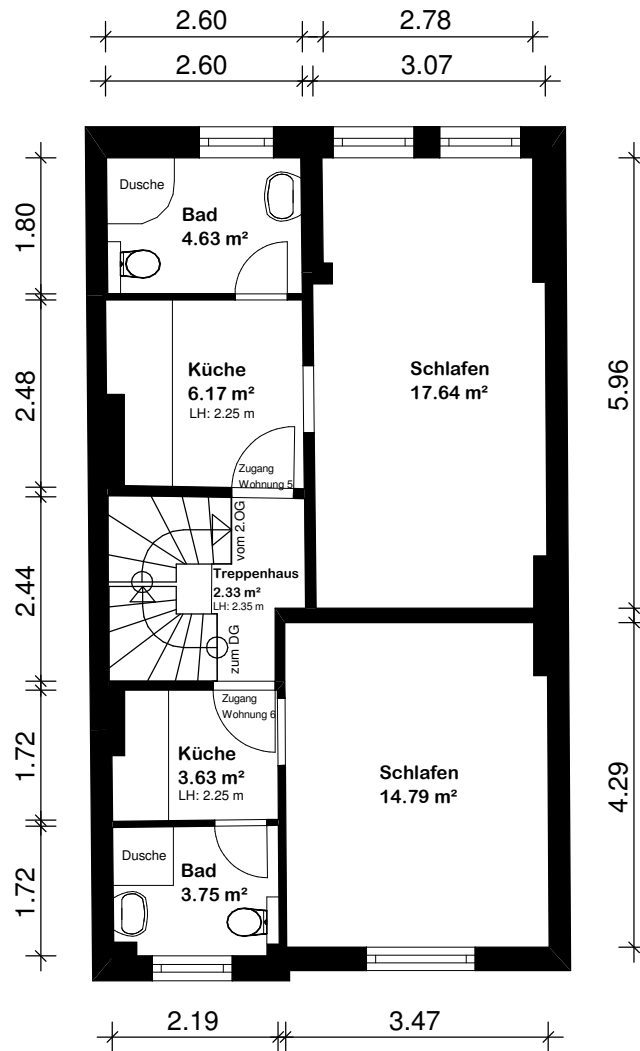 2.60
2.78
2.60
3.07
Dusche
Bad
4.63 m²
1.80
Küche
6.17 m²
LH: 2.25 m
Schlafen
17.64 m²
2.48
5.96
Zugang
Wohnung 5
vom 2.OG
Treppenhaus
2.33 m²
LH: 2.35 m
2.44
zum DG
Zugang
Wohnung 6
Küche
3.63 m²
LH: 2.25 m
1.72
Schlafen
14.79 m²
4.29
Dusche
Bad
3.75 m²
1.72
2.19
3.47